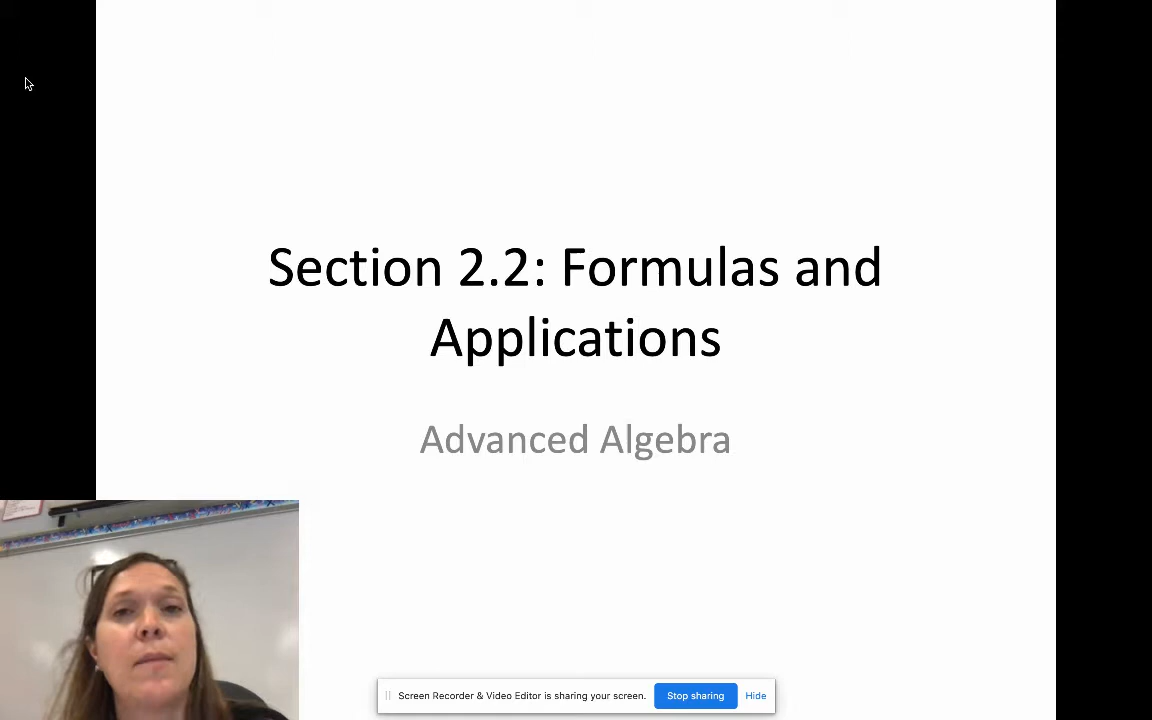 Section 2.2: Formulas and
Applications
Advanced Algebra
Screen Recorder & Video Editor is sharing your screen. Stop sharing Hide